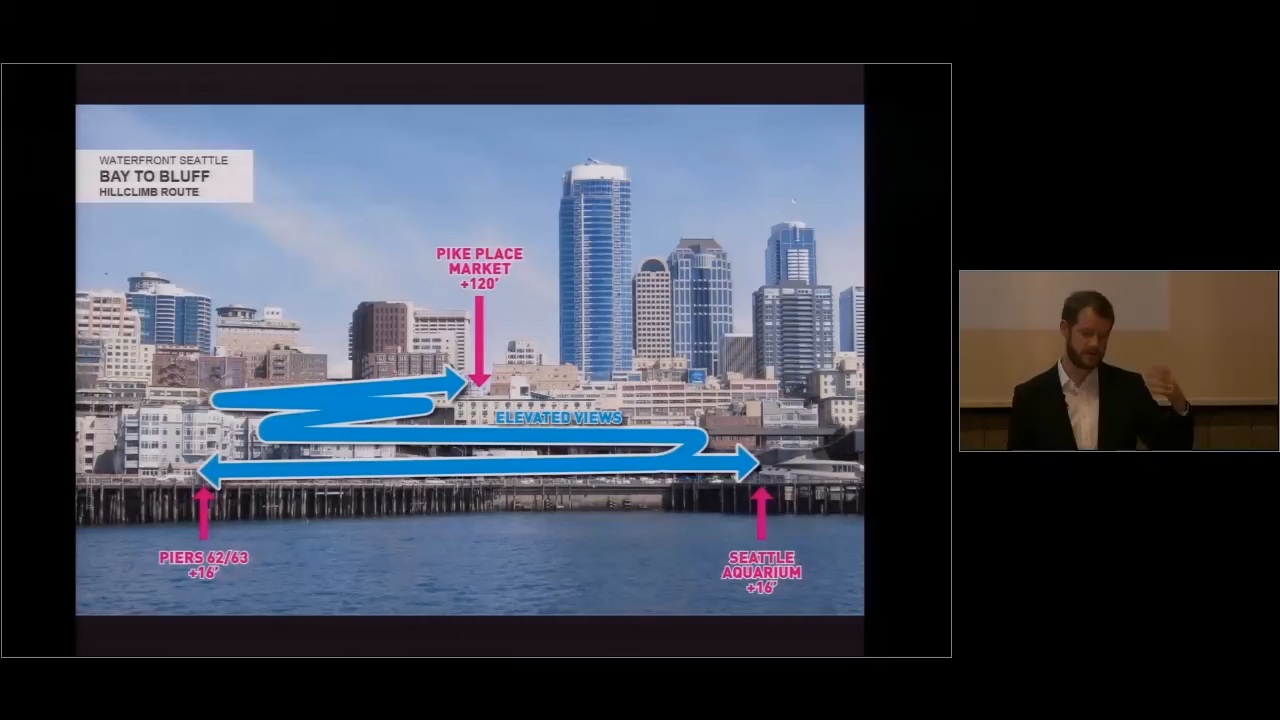 WATERFRONT SEATTLE
BAY TO BLUFF
HILLCLIMB ROUTE
PIKE PLACE
MARKET
+120'
ELEVATED VIEWS
PIERS 62/63
+16'
SEATTLE
AQUARIUM
+16'